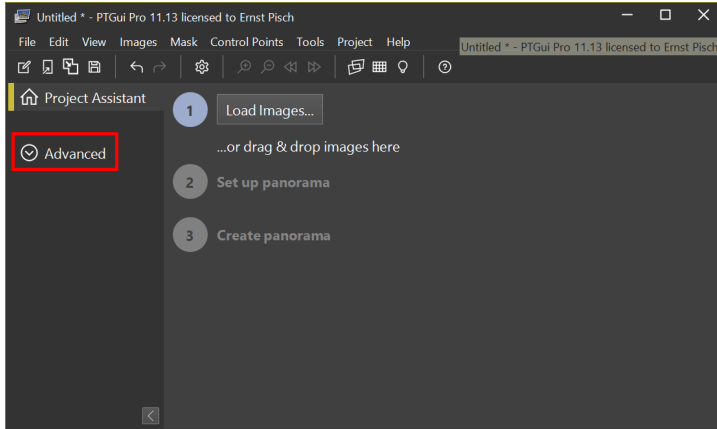 Untitled * - PTGui Pro 11.13 licensed to Ernst Pisch
File Edit View Images Mask Control Points Tools Project Help
Untitled * - PTGui Pro 11.13 licensed to Ernst Pisch
Project Assistant
1 Load Images...
...or drag & drop images here
Advanced
2 Set up panorama
3 Create panorama